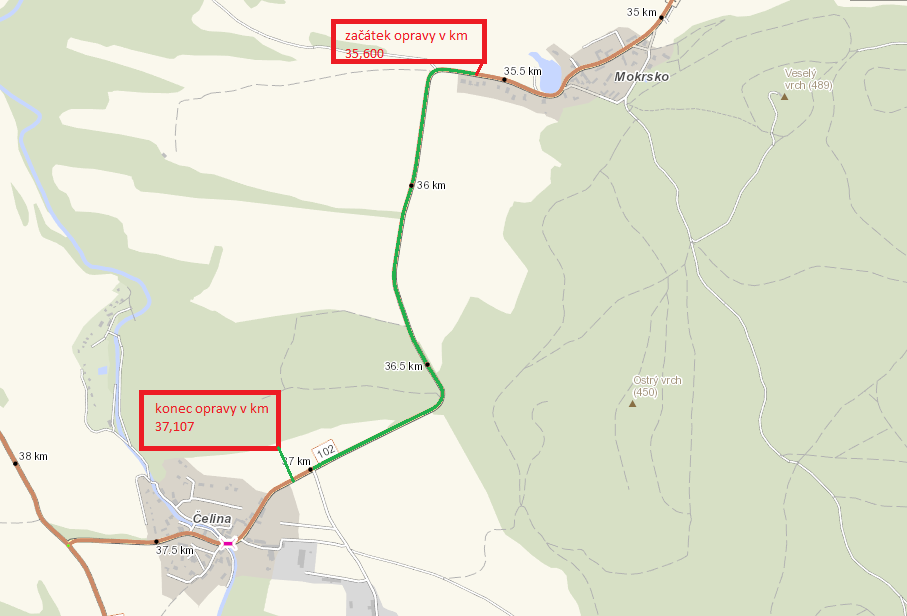 35 km
začátek opravy v km
35,600
35.5 km
Mokrsko
Veselý
vrch (489)
36 km
36.5 km
Ostrý vrch
(450)
konec opravy v km
37,107
102
37 km
38 km
Čelina
37.5 km